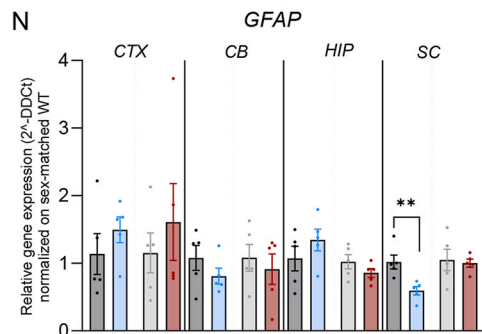 N
GFAP
CTX CB HIP SC
Relative gene expression (2^-DDCt)
normalized on sex-matched WT
4
3
2
1
0
**